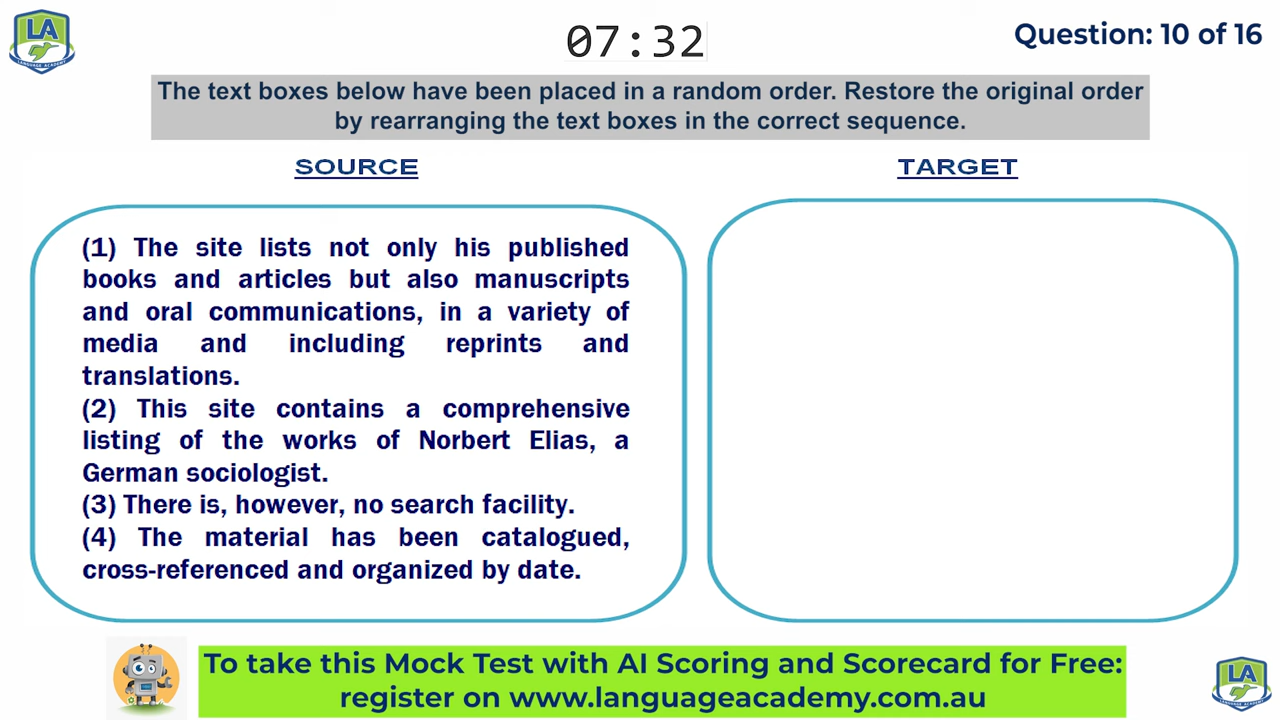 LA
LANGUAGE ACADEMY
07:32
Question: 10 of 16
The text boxes below have been placed in a random order. Restore the original order
by rearranging the text boxes in the correct sequence.
SOURCE
(1) The site lists not only his published
books and articles but also manuscripts
and oral communications, in a variety of
media and including reprints and
translations.
(2) This site contains a comprehensive
listing of the works of Norbert Elias, a
German sociologist.
(3) There is, however, no search facility.
(4) The material has been catalogued,
cross-referenced and organized by date.
TARGET
To take this Mock Test with AI Scoring and Scorecard for Free:
register on www.languageacademy.com.au
LA
LANGUAGE ACADEMY